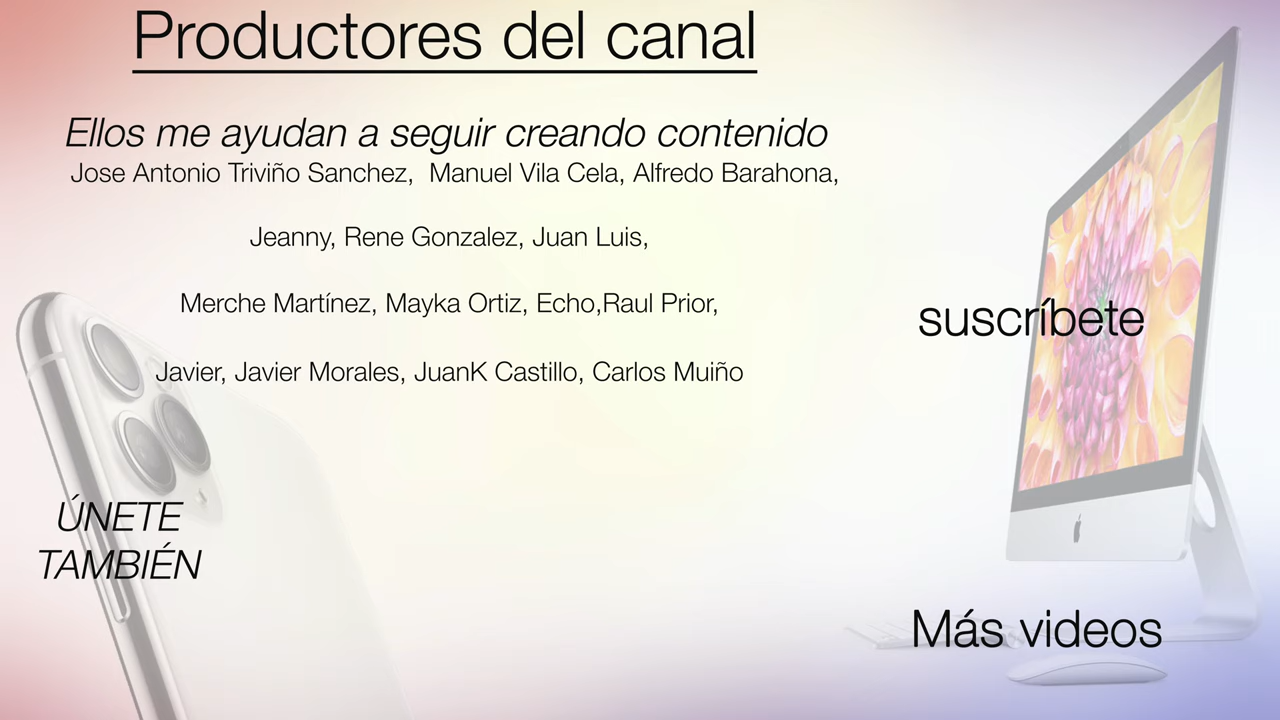 Productores del canal
Ellos me ayudan a seguir creando contenido
Jose Antonio Triviño Sanchez,  Manuel Vila Cela, Alfredo Barahona,
Jeanny, Rene Gonzalez, Juan Luis,
Merche Martínez, Mayka Ortiz, Echo,Raul Prior,
Javier, Javier Morales, JuanK Castillo, Carlos Muiño
suscríbete
ÚNETE
TAMBIÉN
Más videos